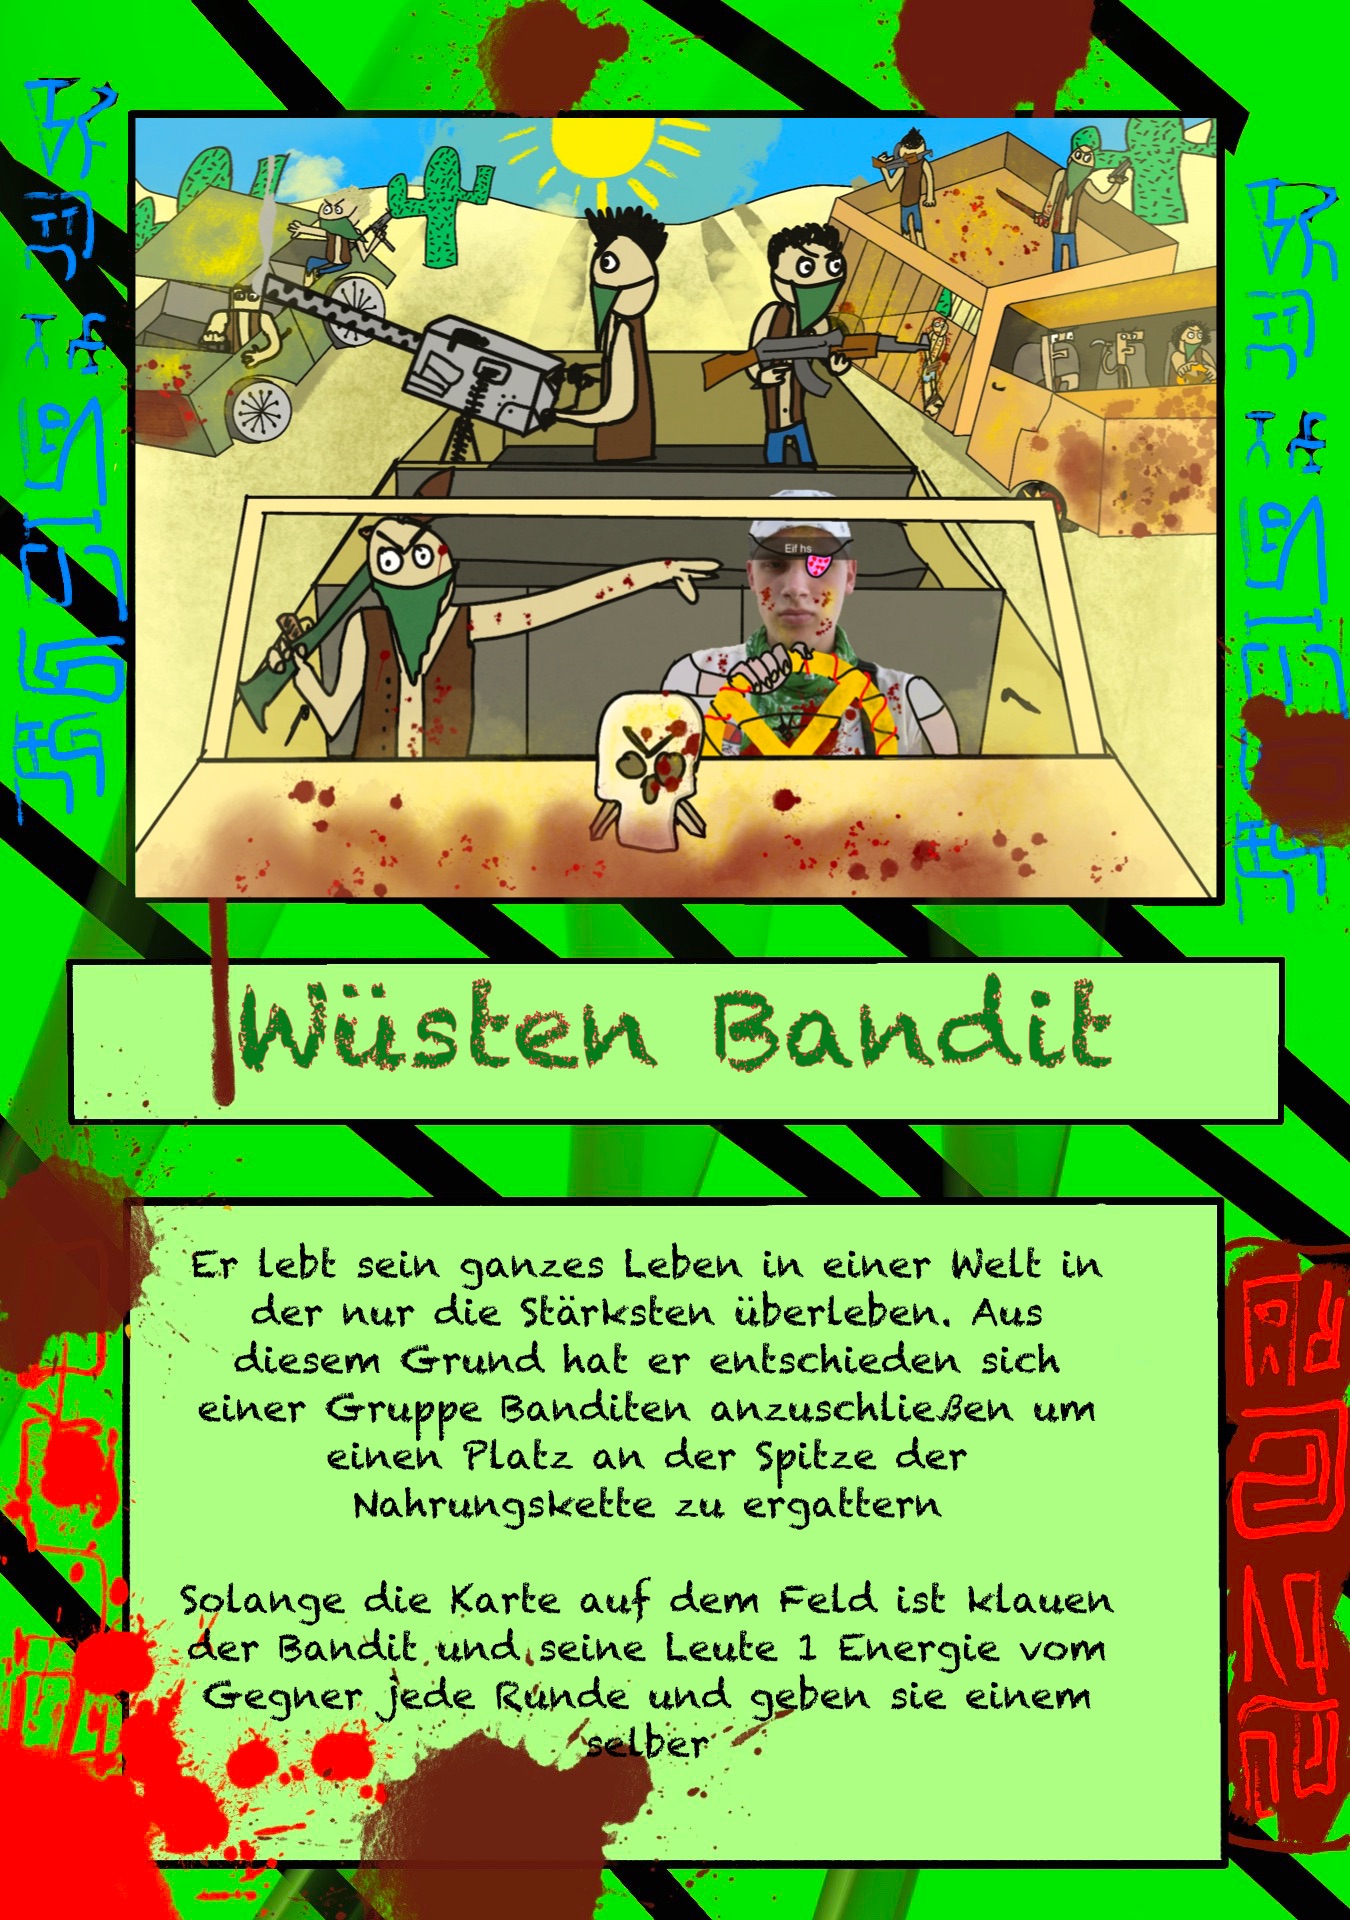 Eif hs
Wüsten Bandit
Er lebt sein ganzes Leben in einer Welt in
der nur die Stärksten überleben. Aus
diesem Grund hat er entschieden sich
einer Gruppe Banditen anzuschließen um
einen Platz an der Spitze der
Nahrungskette zu ergattern
Solange die Karte auf dem Feld ist klauen
der Bandit und seine Leute 1 Energie vom
Gegner jede Runde und geben sie einem
selber